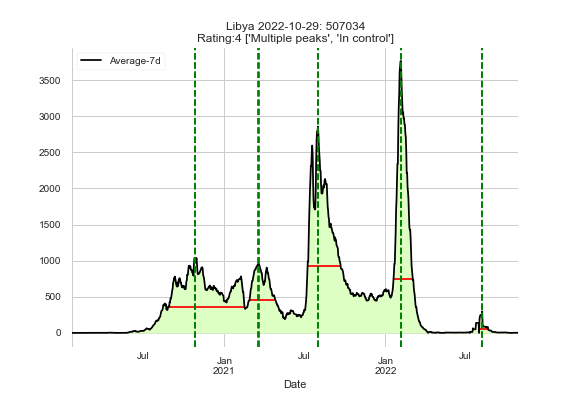 Libya 2022-10-29: 507034
Rating:4 ['Multiple peaks', 'In control']
Average-7d
3500
3000
2500
2000
1500
1000
500
0
Jul
Jan
2021
Jul
Jan
2022
Jul
Date